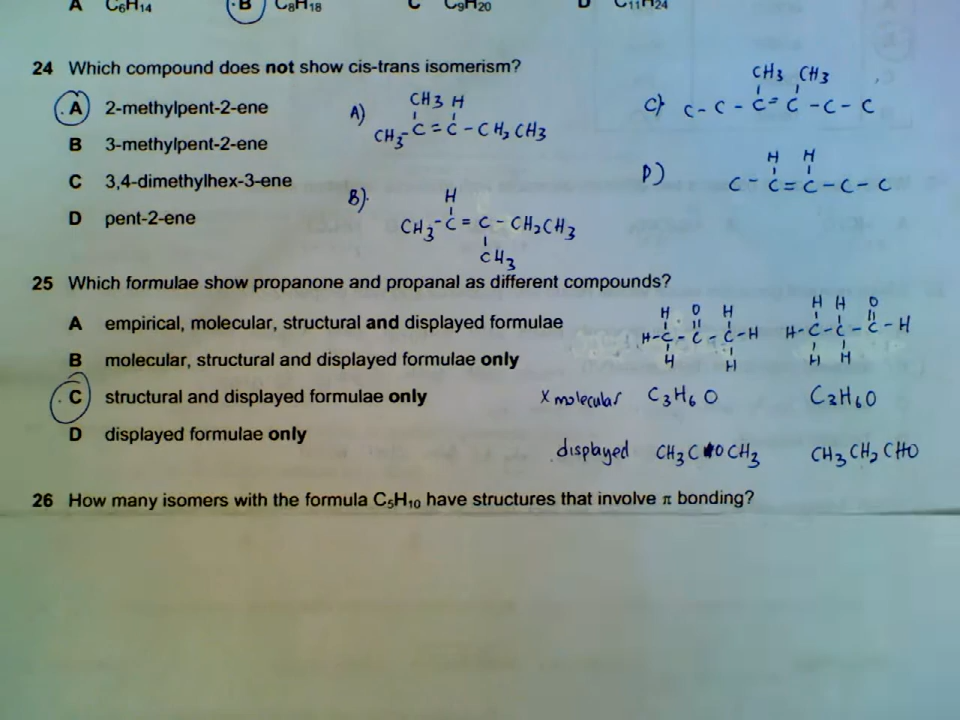 A C6H14 B C8H18 C C9H20 D C11H24
24 Which compound does not show cis-trans isomerism?
A 2-methylpent-2-ene
B 3-methylpent-2-ene
C 3,4-dimethylhex-3-ene
D pent-2-ene
A)
CH3 H
CH3-C=C-CH2CH3
B)
H
CH3-C=C-CH2CH3
CH3
C)
CH3 CH3
C-C-C=C-C-C
D)
H H
C-C=C-C-C
25 Which formulae show propanone and propanal as different compounds?
A empirical, molecular, structural and displayed formulae
B molecular, structural and displayed formulae only
C structural and displayed formulae only
D displayed formulae only
H O H
H-C-C-C-H
H H
H H O
H-C-C-C-H
H H
X molecular C3H6O C3H6O
displayed CH3COCH3 CH3CH2CHO
26 How many isomers with the formula C5H10 have structures that involve π bonding?